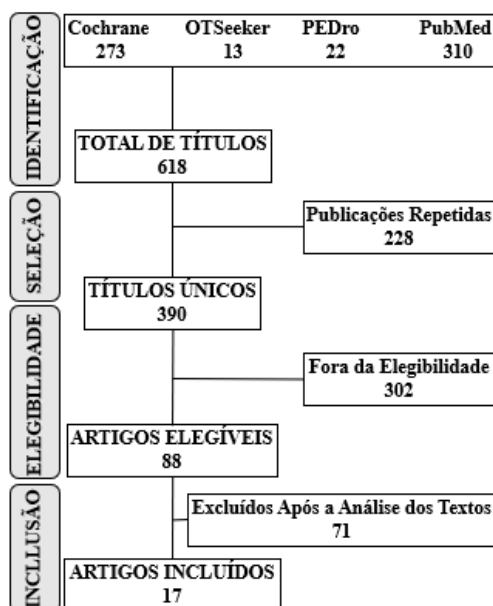 IDENTIFICAÇÃO
Cochrane OTSeeker PEDro PubMed
273 13 22 310
TOTAL DE TÍTULOS
618
SELEÇÃO
Publicações Repetidas
228
TÍTULOS ÚNICOS
390
ELEGIBILIDADE
Fora da Elegibilidade
302
ARTIGOS ELEGÍVEIS
88
INCLLUSÃO
Excluídos Após a Análise dos Textos
71
ARTIGOS INCLUÍDOS
17